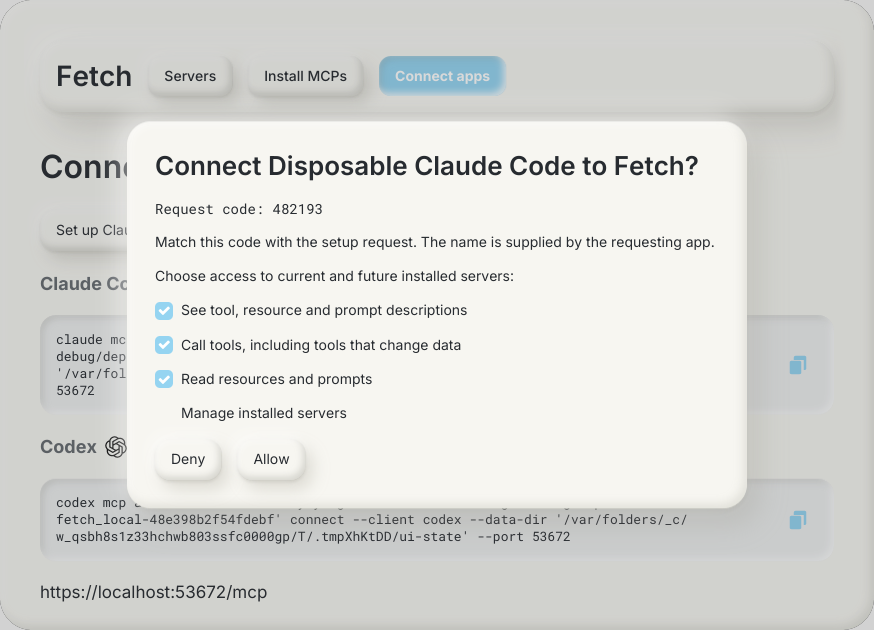 Fetch
Servers
Install MCPs
Connect apps
Connect Disposable Claude Code to Fetch?
Request code: 482193
Match this code with the setup request. The name is supplied by the requesting app.
Choose access to current and future installed servers:
See tool, resource and prompt descriptions
Call tools, including tools that change data
Read resources and prompts
Manage installed servers
Deny
Allow
Conn
Set up Clau
Claude Co
claude mc
debug/dep
'/var/fol
53672
Codex
codex mcp
fetch_local-48e398b2f54fdebf' connect --client codex --data-dir '/var/folders/_c/
w_qsbh8s1z33hchwb803ssfc0000gp/T/.tmpXhKtDD/ui-state' --port 53672
https://localhost:53672/mcp